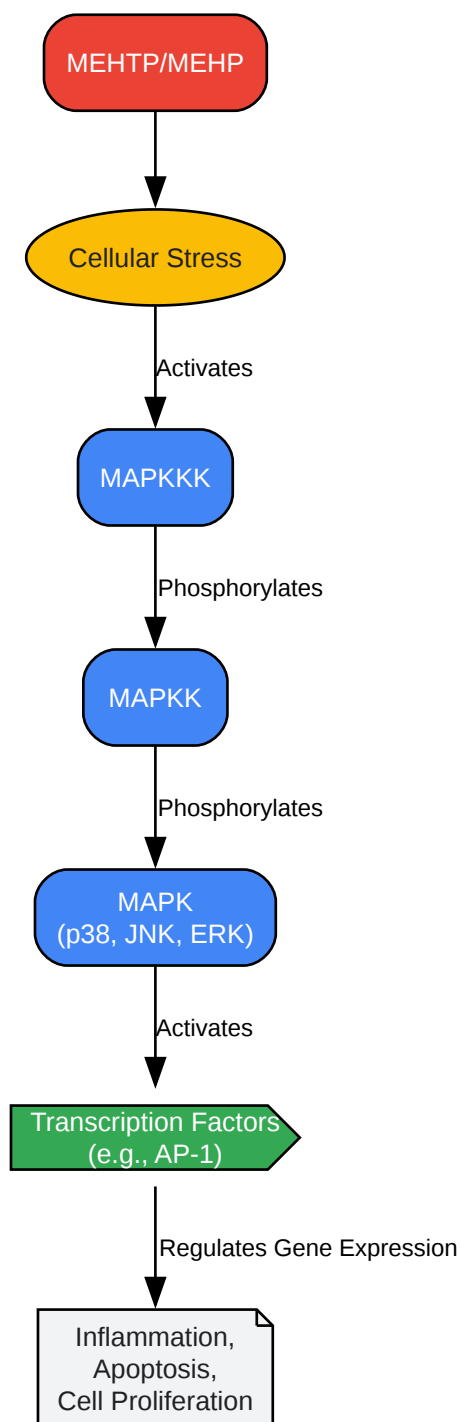 MEHTP/MEHP
Cellular Stress
Activates
MAPKKK
Phosphorylates
MAPKK
Phosphorylates
MAPK
(p38, JNK, ERK)
Activates
Transcription Factors
(e.g., AP-1)
Regulates Gene Expression
Inflammation,
Apoptosis,
Cell Proliferation